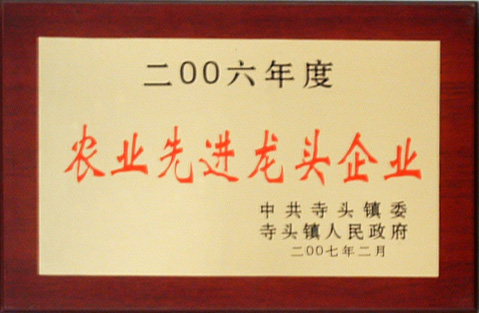 二00六年度
农业先进龙头企业
中共寺头镇委
寺头镇人民政府
二00七年二月